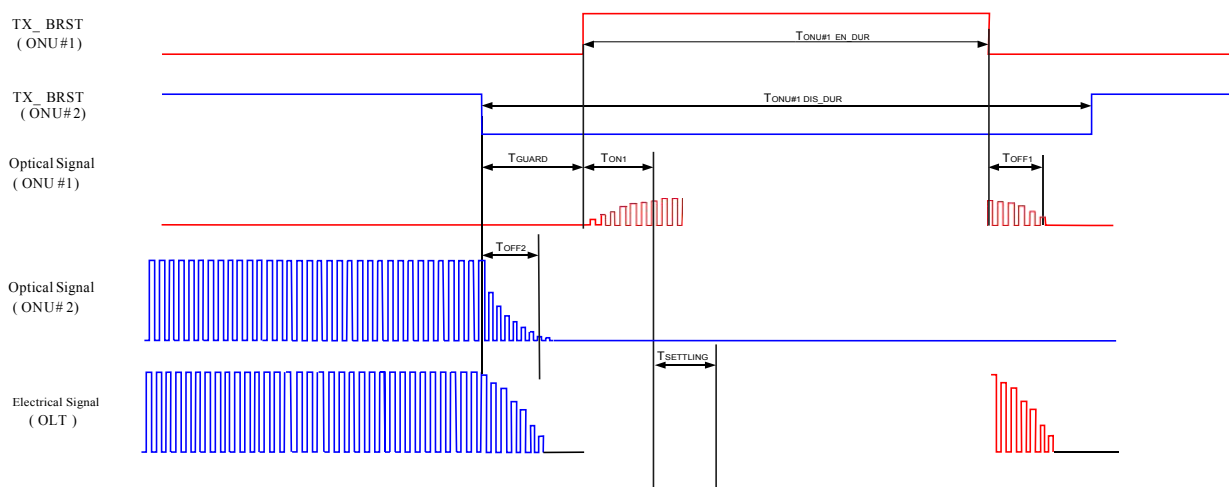 TX_ BRST
( ONU #1)
TONU#1 EN_DUR
TX_ BRST
(ONU# 2)
TONU#1 DIS_DUR
Optical Signal
( ONU #1)
TGUARD
TON1
TOFF1
TOFF2
Optical Signal
( ONU# 2)
TSETTLING
Electrical Signal
( OLT )